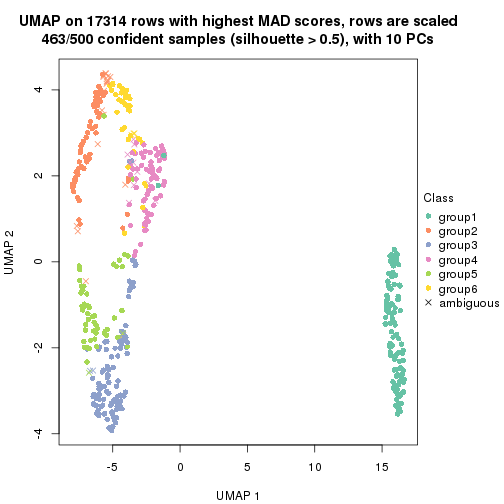 UMAP on 17314 rows with highest MAD scores, rows are scaled
463/500 confident samples (silhouette > 0.5), with 10 PCs
4
2
0
-2
-4
UMAP 2
-5
0
5
10
15
UMAP 1
Class
group1
group2
group3
group4
group5
group6
ambiguous